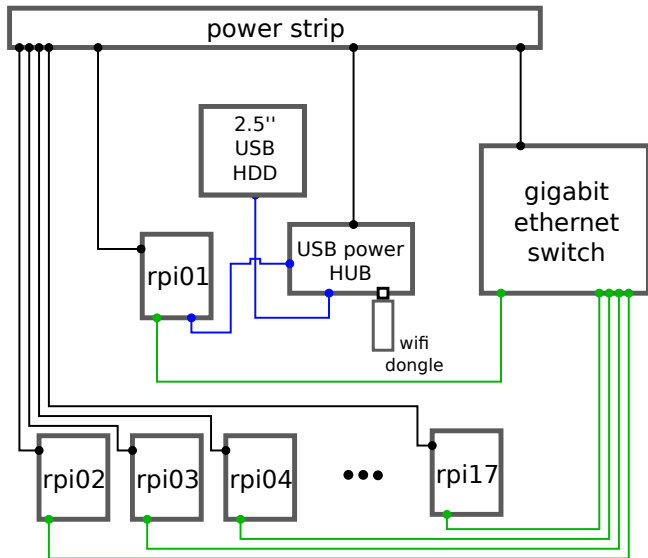 power strip
2.5''
USB
HDD
gigabit
ethernet
switch
USB power
HUB
rpi01
wifi
dongle
rpi02
rpi03
rpi04
•••
rpi17